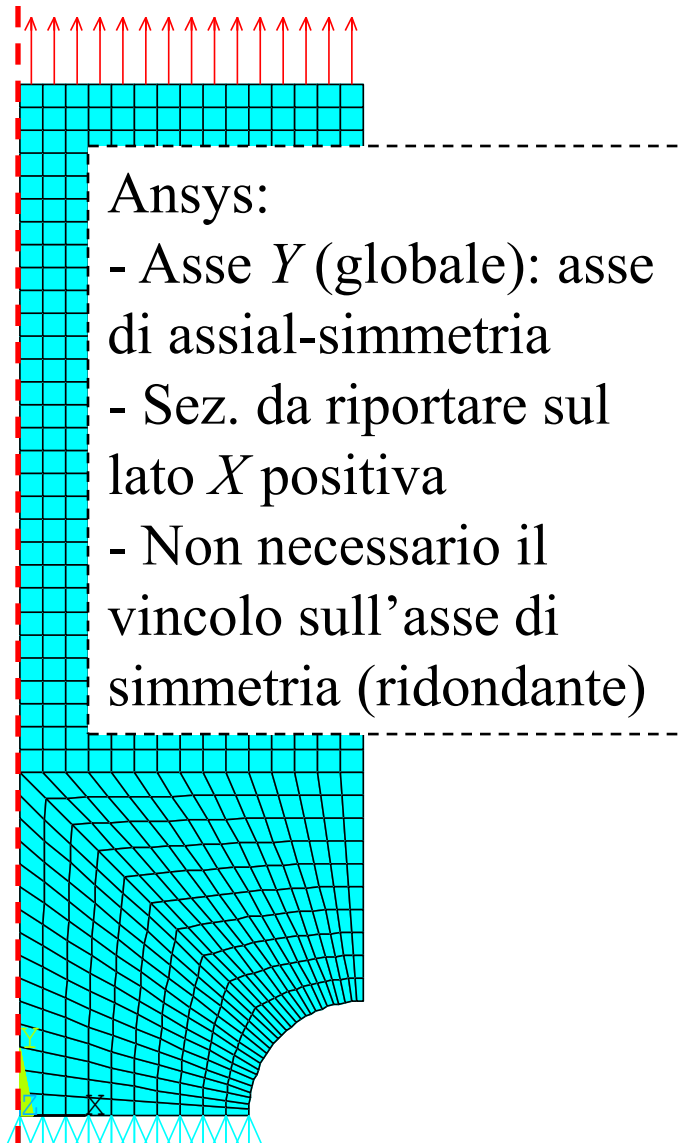 Ansys:
- Asse Y (globale): asse
di assial-simmetria
- Sez. da riportare sul
lato X positiva
- Non necessario il
vincolo sull’asse di
simmetria (ridondante)
Y
Z
X